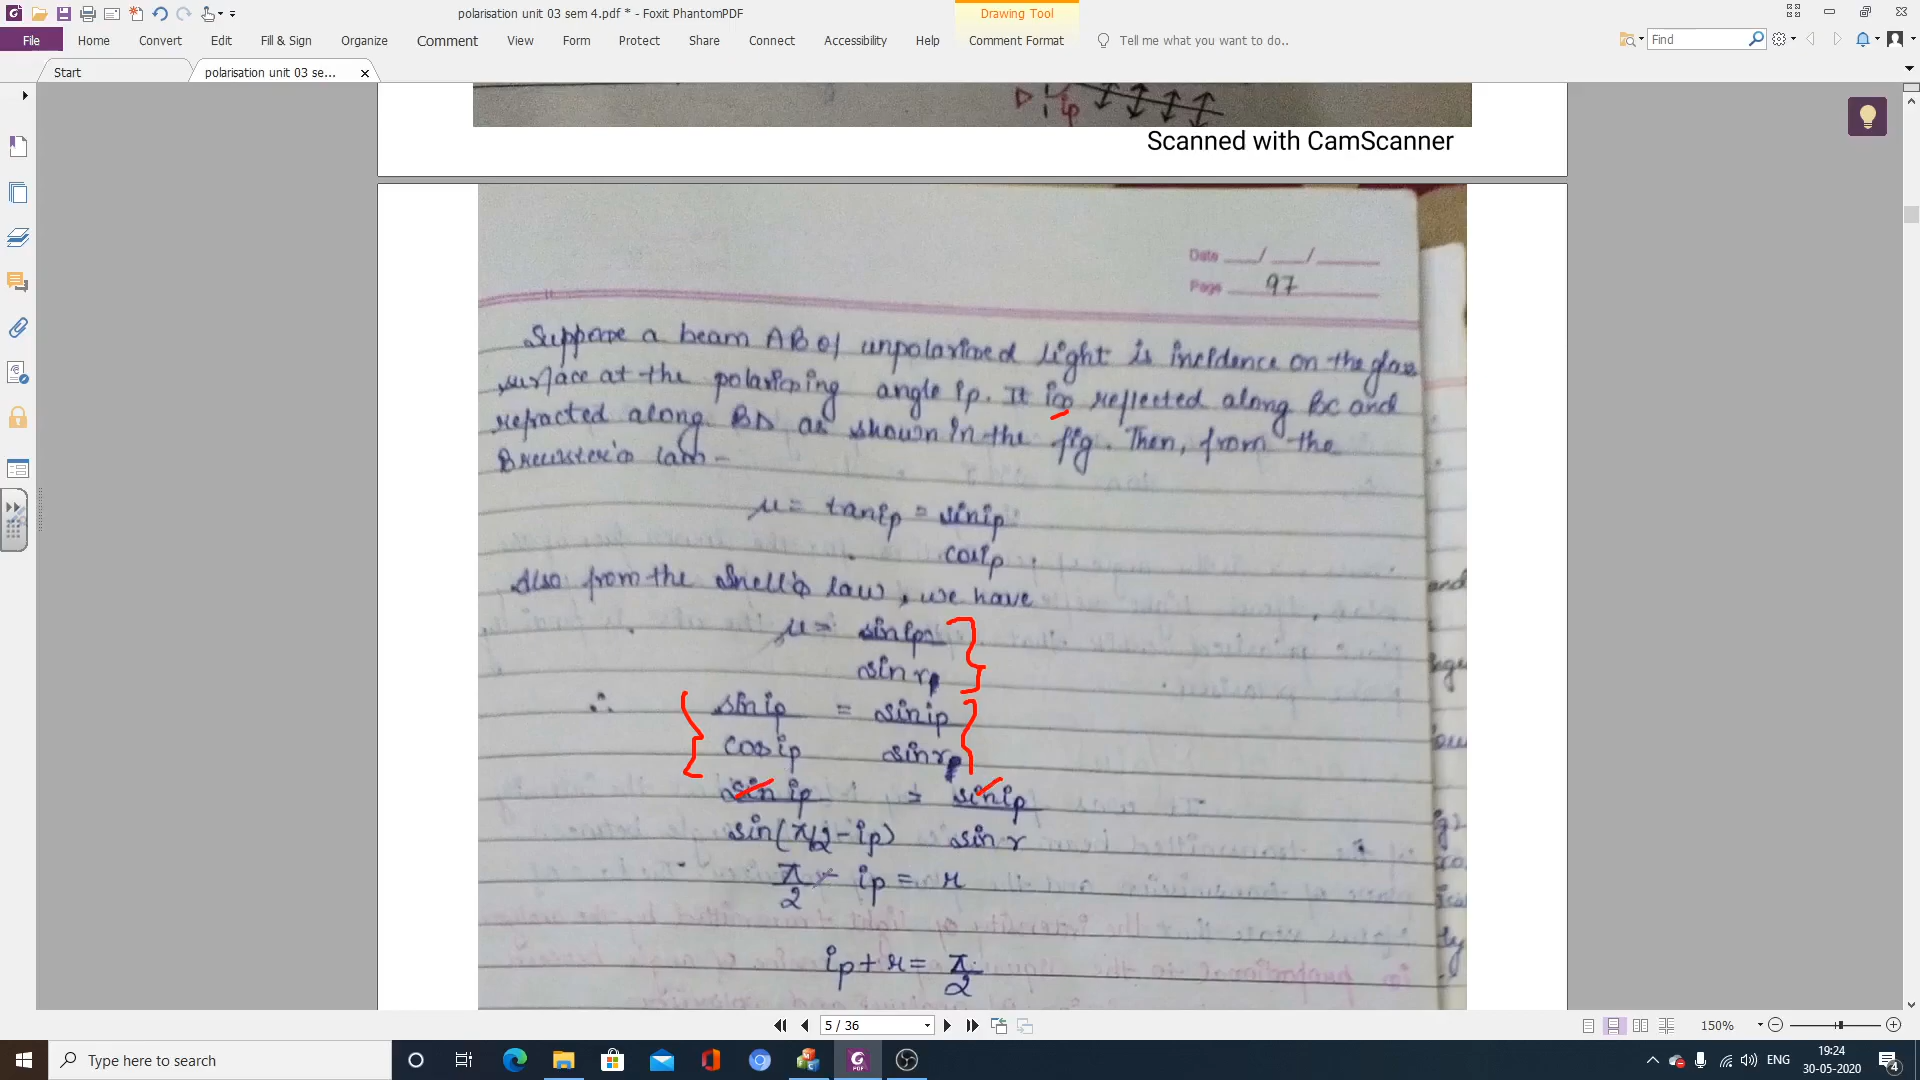 polarisation unit 03 sem 4.pdf * - Foxit PhantomPDF
Drawing Tool
File Home Convert Edit Fill & Sign Organize Comment View Form Protect Share Connect Accessibility Help Comment Format Tell me what you want to do.. Find
Start polarisation unit 03 se...
ip
Scanned with CamScanner
Date __/__/__
Page 97
Suppose a beam AB of unpolarized light is incidence on the glass
surface at the polarising angle ip. It is reflected along BC and
refracted along BD as shown in the fig. Then, from the
Brewster's law -
μ = tan ip = sin ip
cos ip
Also from the Snell's law, we have
μ = sin ip
sin rp
∴ sin ip = sin ip
cos ip sin rp
sin ip = sin ip
sin(π/2 - ip) sin r
π - ip = r
2
ip + r = π
2
5 / 36
150%
Type here to search
ENG
19:24
30-05-2020
4